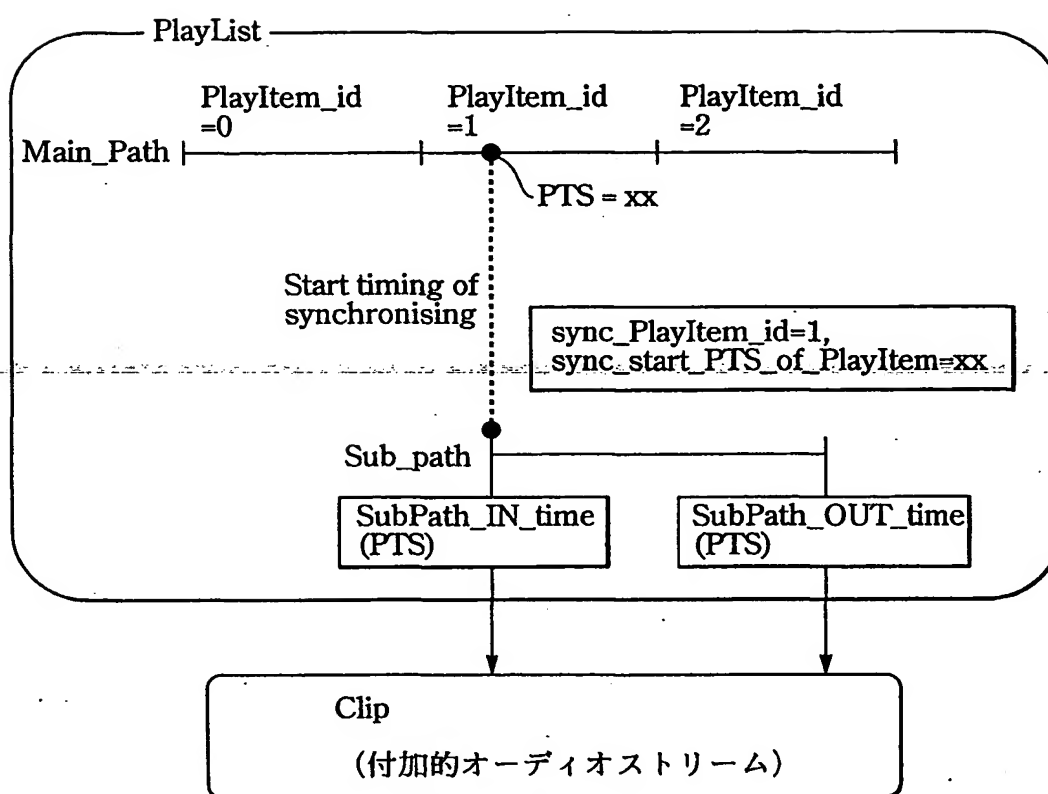 PlayList
PlayItem_id
=0
PlayItem_id
=1
PlayItem_id
=2
Main_Path
PTS = xx
Start timing of
synchronising
sync_PlayItem_id=1,
sync_start_PTS_of_PlayItem=xx
Sub_path
SubPath_IN_time
(PTS)
SubPath_OUT_time
(PTS)
Clip
(付加的オーディオストリーム)